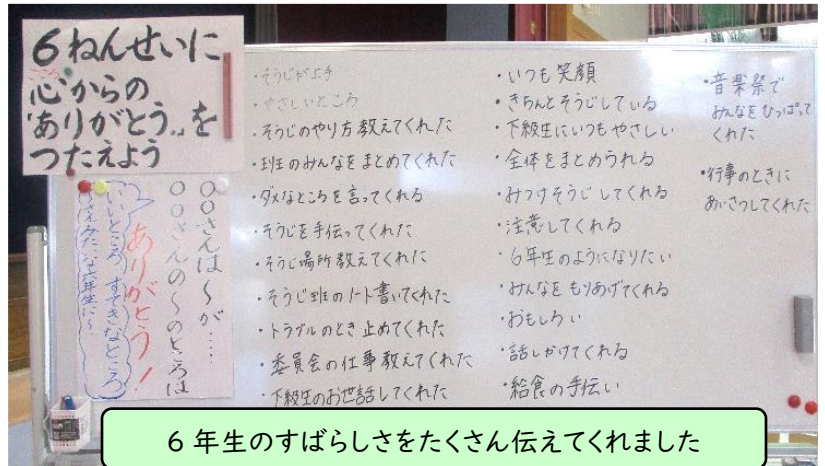 6ねんせいに
こころ
心からの
「ありがとう」を
つたえよう
〇〇さんは〜が……
〇〇さんの〜のところは
ありがとう!
いいところ、すてきなところ
六年生に〜
・そうじが上手
・やさしいところ
・そうじのやり方教えてくれた
・班のみんなをまとめてくれた
・ダメなところを言ってくれる
・そうじを手伝ってくれた
・そうじ場所教えてくれた
・そうじ班のノート書いてくれた
・トラブルのとき止めてくれた
・委員会の仕事教えてくれた
・下級生のお世話してくれた
・いつも笑顔
・きちんとそうじしている
・下級生にいつもやさしい
・全体をまとめられる
・みつけそうじしてくれる
・注意してくれる
・6年生のようになりたい
・みんなをもりあげてくれる
・おもしろい
・話しかけてくれる
・給食の手伝い
・音楽祭で
みんなをひっぱって
くれた
・行事のときに
あいさつしてくれた
6年生のすばらしさをたくさん伝えてくれました